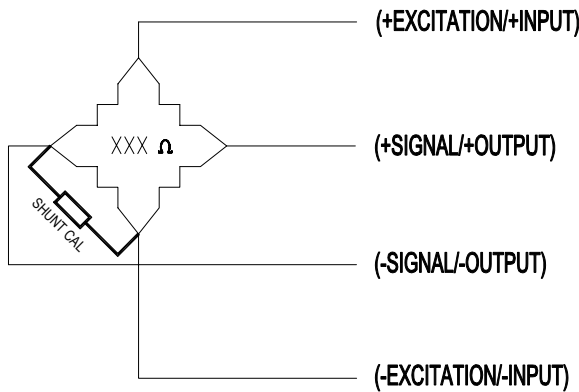 (+EXCITATION/+INPUT)
XXX Ω
(+SIGNAL/+OUTPUT)
SHUNT CAL
(-SIGNAL/-OUTPUT)
(-EXCITATION/-INPUT)